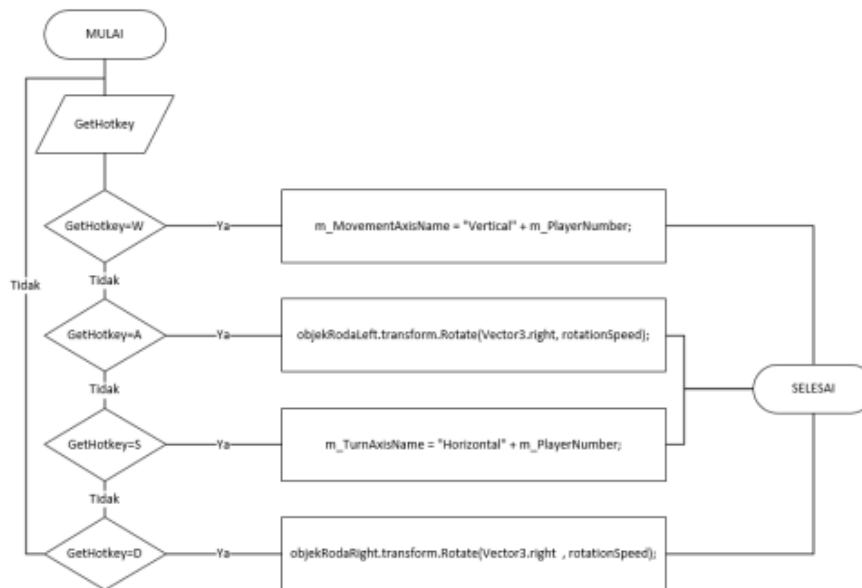 MULAI
GetHotkey
GetHotkey=W
Ya
m_MovementAxisName = "Vertical" + m_PlayerNumber;
Tidak
Tidak
GetHotkey=A
Ya
objekRodaLeft.transform.Rotate(Vector3.right, rotationSpeed);
Tidak
SELESAI
GetHotkey=S
Ya
m_TurnAxisName = "Horizontal" + m_PlayerNumber;
Tidak
GetHotkey=D
Ya
objekRodaRight.transform.Rotate(Vector3.right , rotationSpeed);